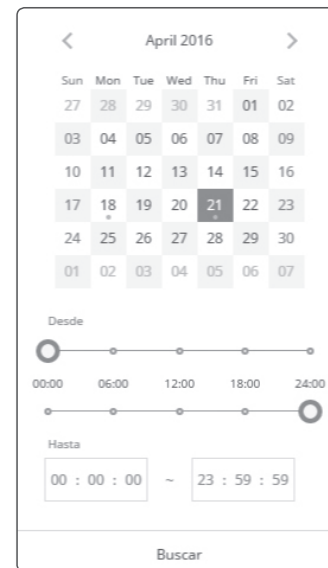 April 2016
Sun Mon Tue Wed Thu Fri Sat
27 28 29 30 31 01 02
03 04 05 06 07 08 09
10 11 12 13 14 15 16
17 18 19 20 21 22 23
24 25 26 27 28 29 30
01 02 03 04 05 06 07
Desde
00:00 06:00 12:00 18:00 24:00
Hasta
00 : 00 : 00 ~ 23 : 59 : 59
Buscar